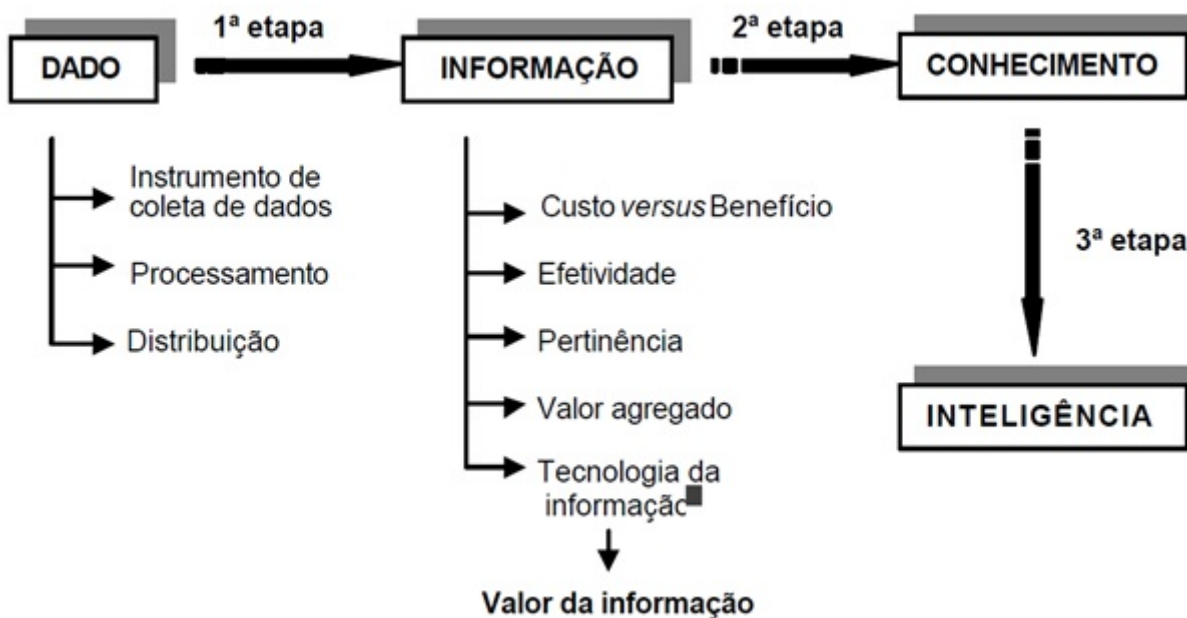 1ª etapa
2ª etapa
DADO
INFORMAÇÃO
CONHECIMENTO
Instrumento de
coleta de dados
Processamento
Distribuição
Custo versus Benefício
Efetividade
Pertinência
Valor agregado
Tecnologia da
informação
Valor da informação
3ª etapa
INTELIGÊNCIA